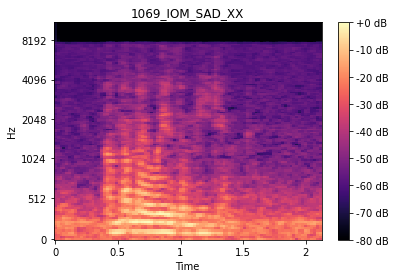 1069_IOM_SAD_XX
+0 dB
8192
-10 dB
4096
-20 dB
-30 dB
2048
Hz
-40 dB
1024
-50 dB
512
-60 dB
-70 dB
0
-80 dB
0 0.5 1 1.5 2
Time